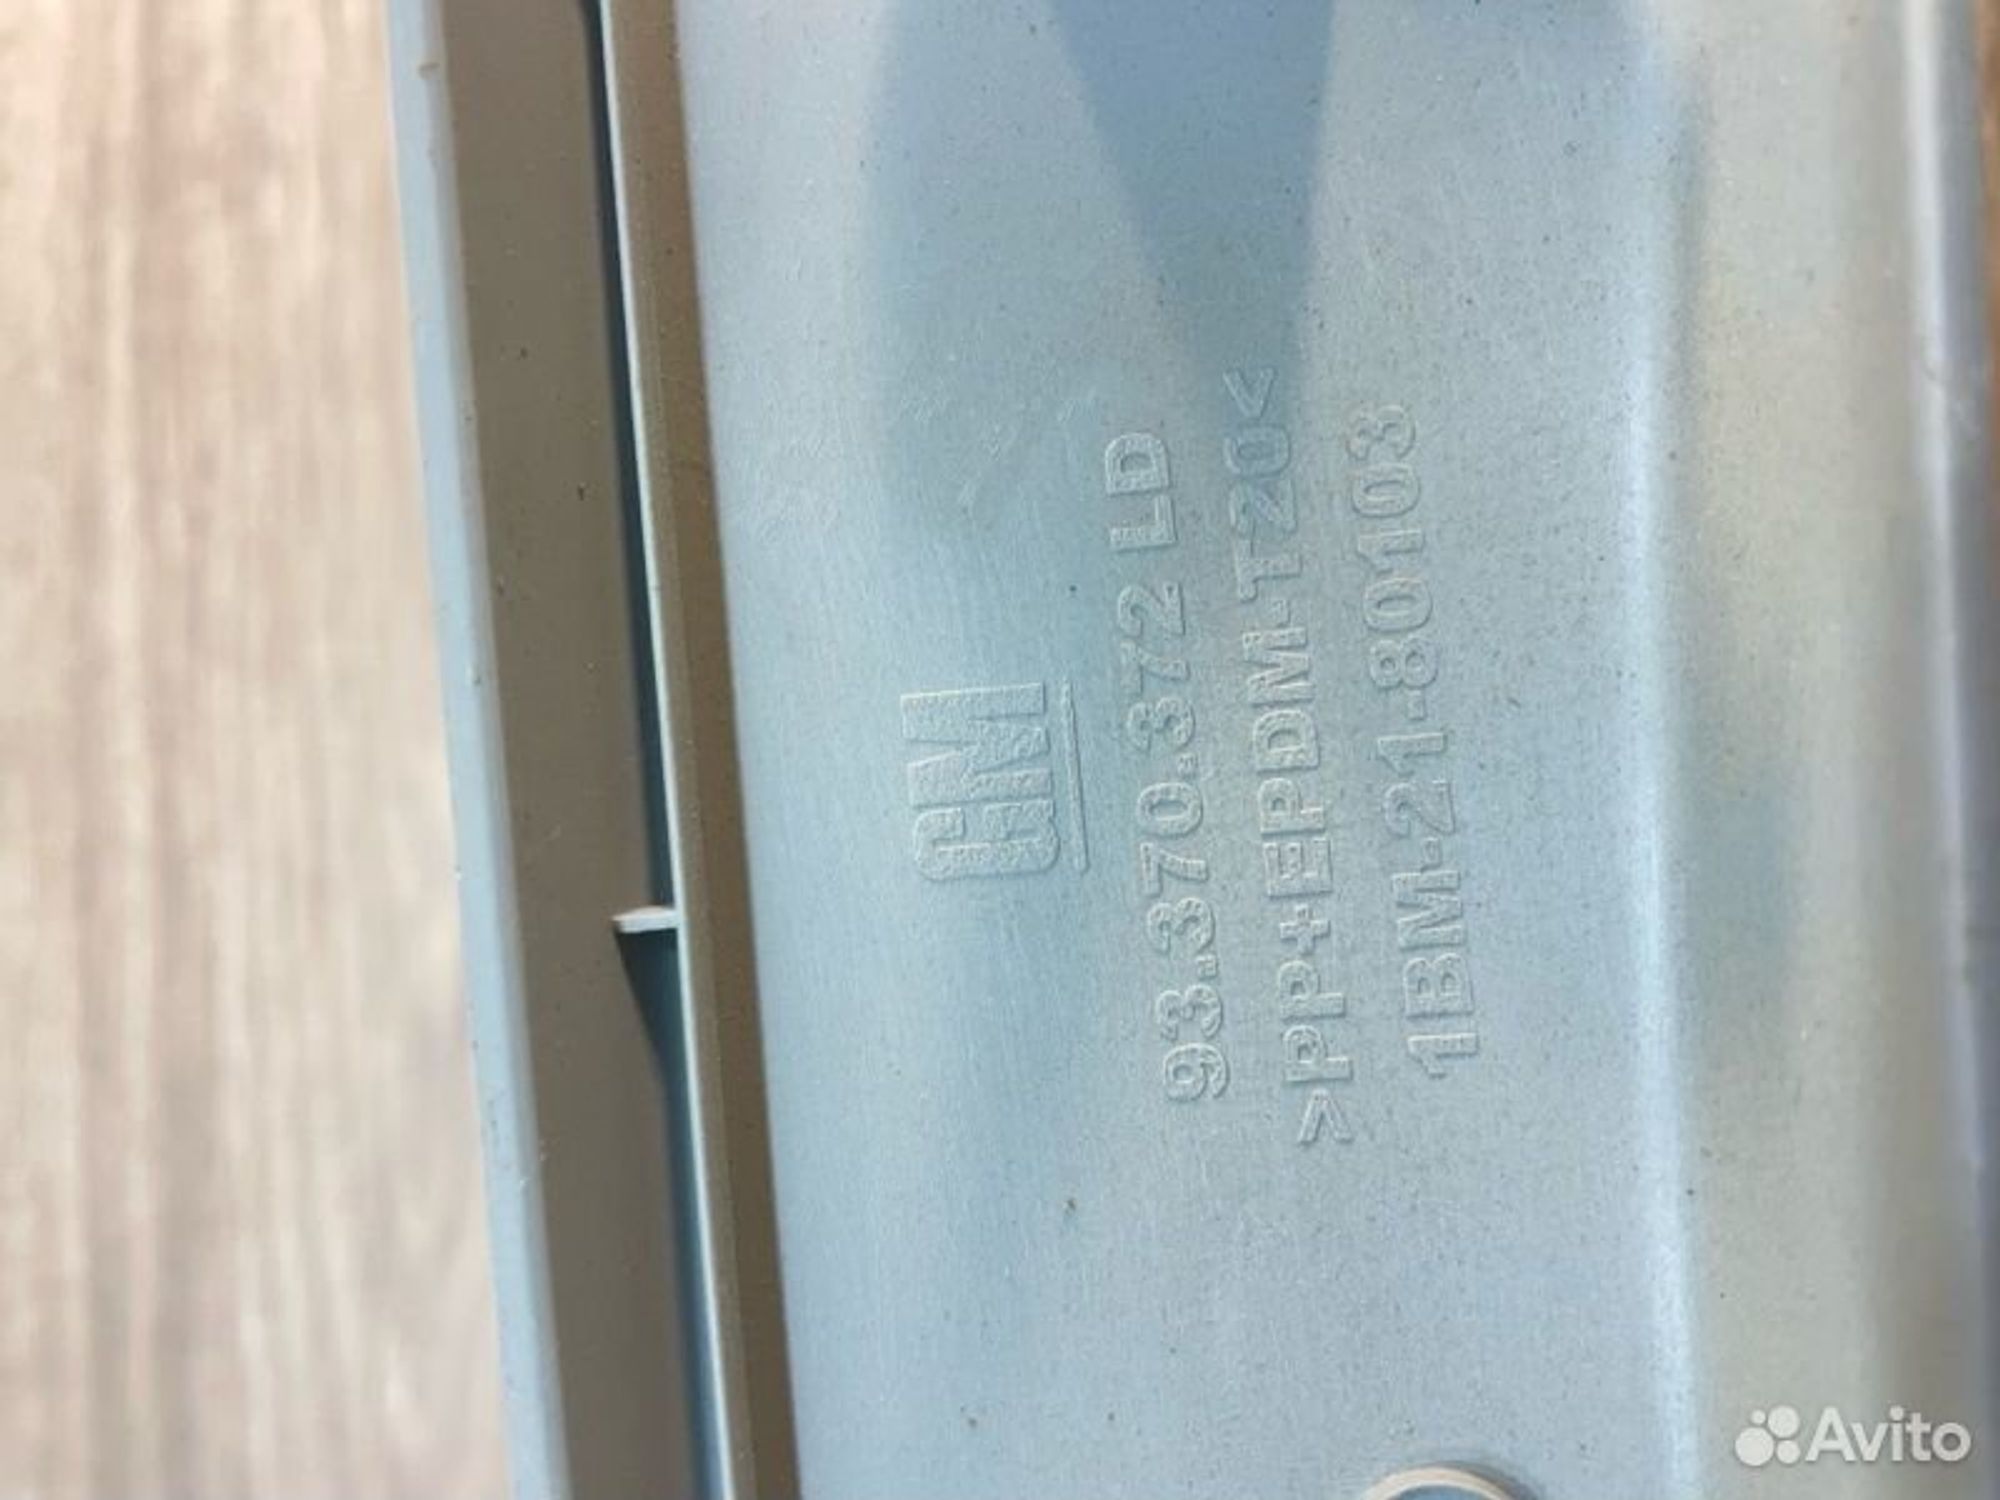 GM
93.370.372 LD
>PP+EPDM-T20<
1BM-21-80103
Avito